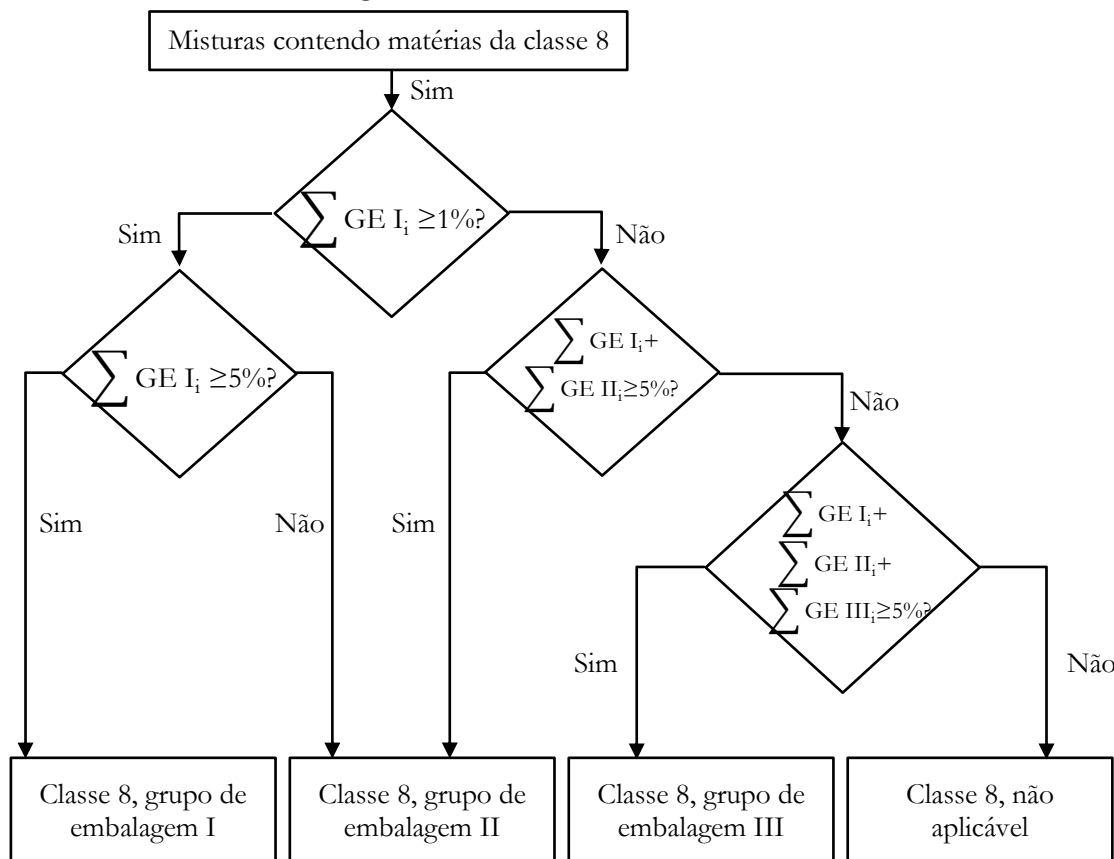 Misturas contendo matérias da classe 8
Sim
∑ GE Iᵢ ≥1%?
Sim
Não
∑ GE Iᵢ ≥5%?
∑ GE Iᵢ+
∑ GE IIᵢ≥5%?
Não
Sim
Não
Sim
∑ GE Iᵢ+
∑ GE IIᵢ+
∑ GE IIIᵢ≥5%?
Sim
Não
Classe 8, grupo de
embalagem I
Classe 8, grupo de
embalagem II
Classe 8, grupo de
embalagem III
Classe 8, não
aplicável